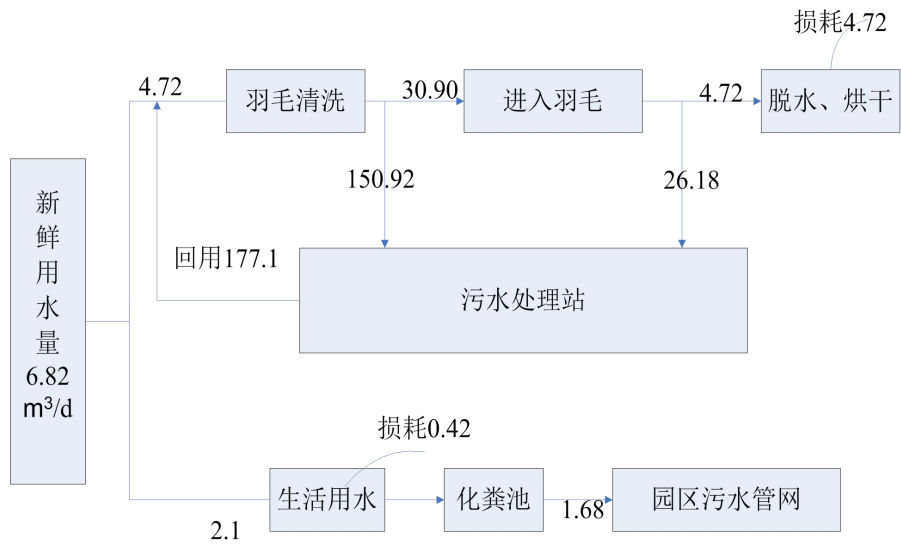 损耗4.72
4.72
羽毛清洗
30.90
进入羽毛
4.72
脱水、烘干
150.92
26.18
新
鲜
用
水
量
6.82
m³/d
回用177.1
污水处理站
损耗0.42
生活用水
化粪池
1.68
园区污水管网
2.1